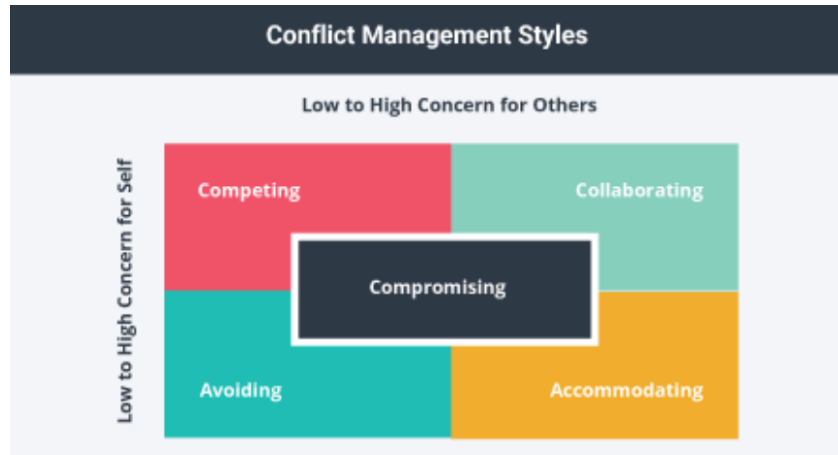 Conflict Management Styles
Low to High Concern for Others
Low to High Concern for Self
Competing
Collaborating
Compromising
Avoiding
Accommodating